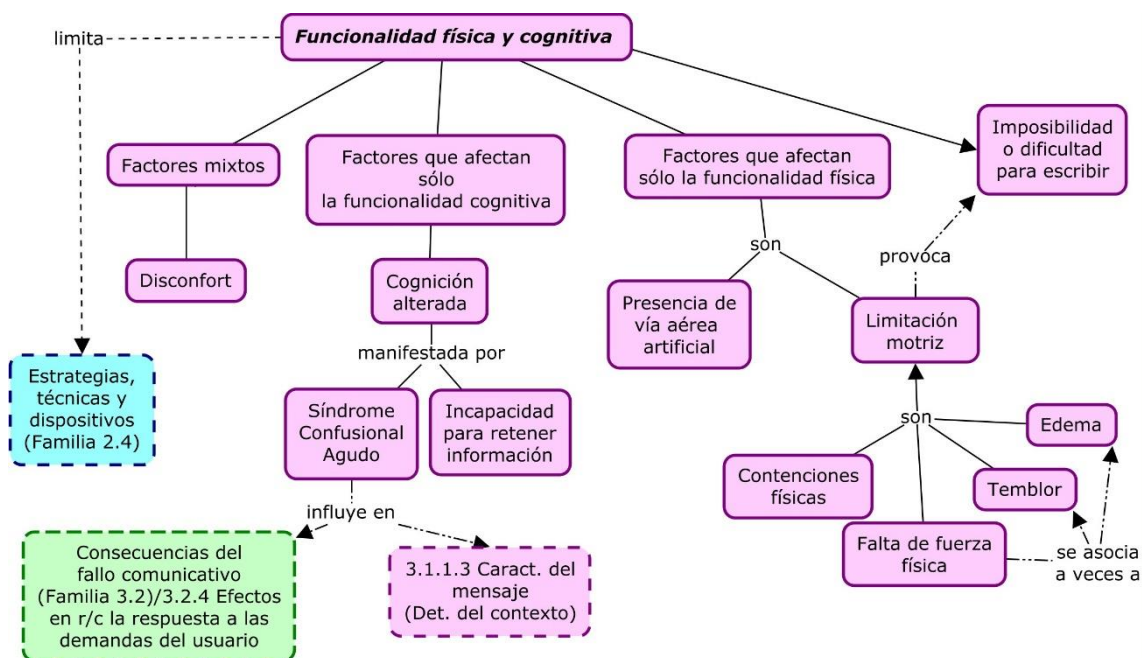 limita
Funcionalidad física y cognitiva
Factores mixtos
Factores que afectan
sólo
la funcionalidad cognitiva
Factores que afectan
sólo la funcionalidad física
Imposibilidad
o dificultad
para escribir
Disconfort
Cognición
alterada
son
provoca
Presencia de
vía aérea
artificial
Limitación
motriz
manifestada por
Estrategias,
técnicas y
dispositivos
(Familia 2.4)
Síndrome
Confusional
Agudo
Incapacidad
para retener
información
son
Edema
Contenciones
físicas
Temblor
influye en
Falta de fuerza
física
se asocia
a veces a
Consecuencias del
fallo comunicativo
(Familia 3.2)/3.2.4 Efectos
en r/c la respuesta a las
demandas del usuario
3.1.1.3 Caract. del
mensaje
(Det. del contexto)